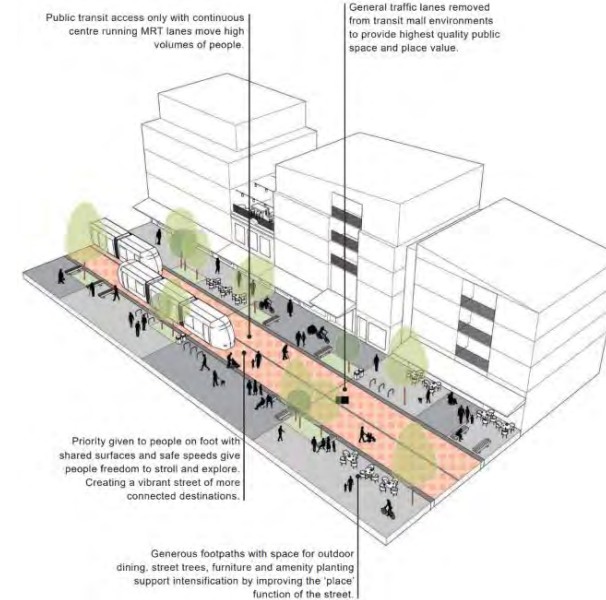 Public transit access only with continuous
centre running MRT lanes move high
volumes of people.
General traffic lanes removed
from transit mall environments
to provide highest quality public
space and place value.
Priority given to people on foot with
shared surfaces and safe speeds give
people freedom to stroll and explore.
Creating a vibrant street of more
connected destinations.
Generous footpaths with space for outdoor
dining, street trees, furniture and amenity planting
support intensification by improving the 'place'
function of the street.